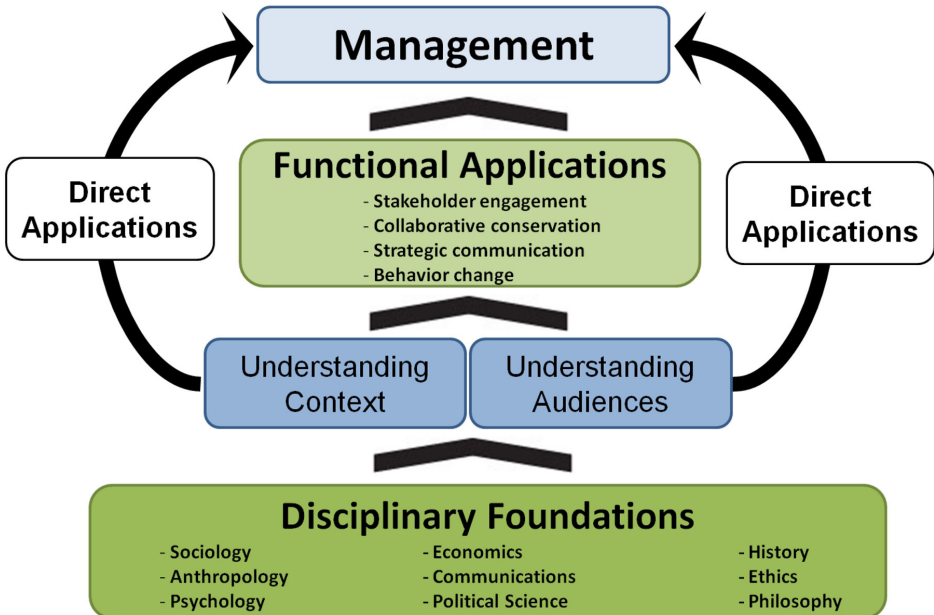 Management
Functional Applications
- Stakeholder engagement
- Collaborative conservation
- Strategic communication
- Behavior change
Direct
Applications
Direct
Applications
Understanding
Context
Understanding
Audiences
Disciplinary Foundations
- Sociology
- Anthropology
- Psychology
- Economics
- Communications
- Political Science
- History
- Ethics
- Philosophy